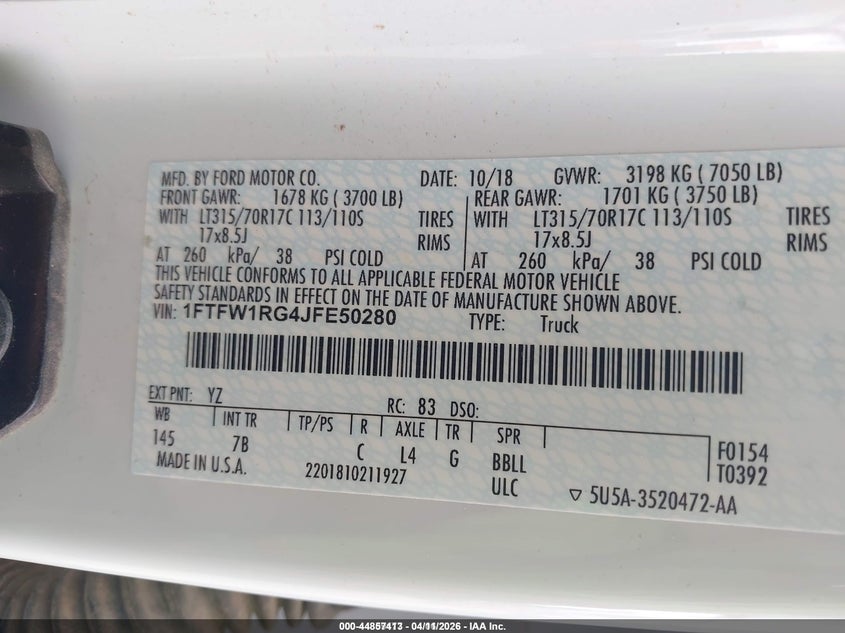 MFD. BY FORD MOTOR CO. DATE: 10/18 GVWR: 3198 KG ( 7050 LB)
FRONT GAWR: 1678 KG ( 3700 LB) REAR GAWR: 1701 KG ( 3750 LB)
WITH LT315/70R17C 113/110S TIRES WITH LT315/70R17C 113/110S TIRES
17x8.5J RIMS 17x8.5J RIMS
AT 260 kPa/ 38 PSI COLD AT 260 kPa/ 38 PSI COLD
THIS VEHICLE CONFORMS TO ALL APPLICABLE FEDERAL MOTOR VEHICLE
SAFETY STANDARDS IN EFFECT ON THE DATE OF MANUFACTURE SHOWN ABOVE.
VIN: 1FTFW1RG4JFE50280 TYPE: Truck
EXT PNT: YZ RC: 83 DSO:
WB INT TR TP/PS R AXLE TR SPR
145 7B C L4 G BBLL F0154
ULC T0392
MADE IN U.S.A. 2201810211927
▽ 5U5A-3520472-AA
000-44857413 - 04/11/2026 - IAA Inc.